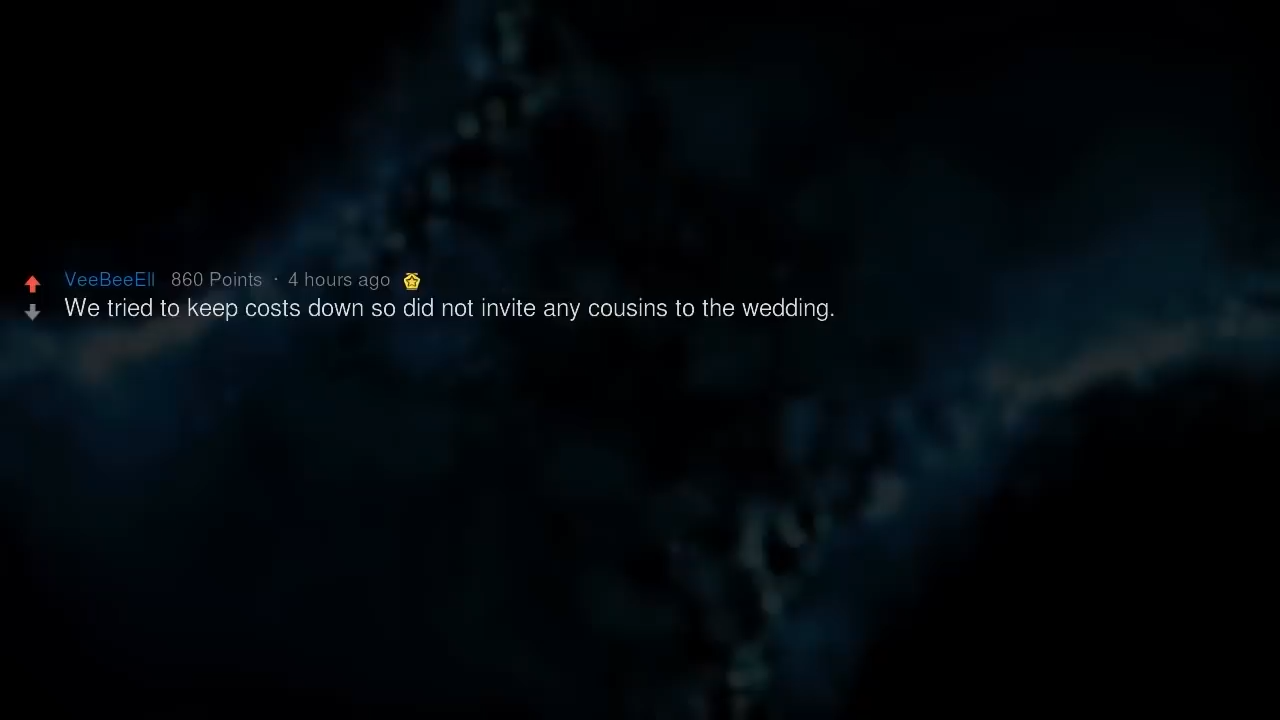 VeeBeeEll 860 Points · 4 hours ago
We tried to keep costs down so did not invite any cousins to the wedding.